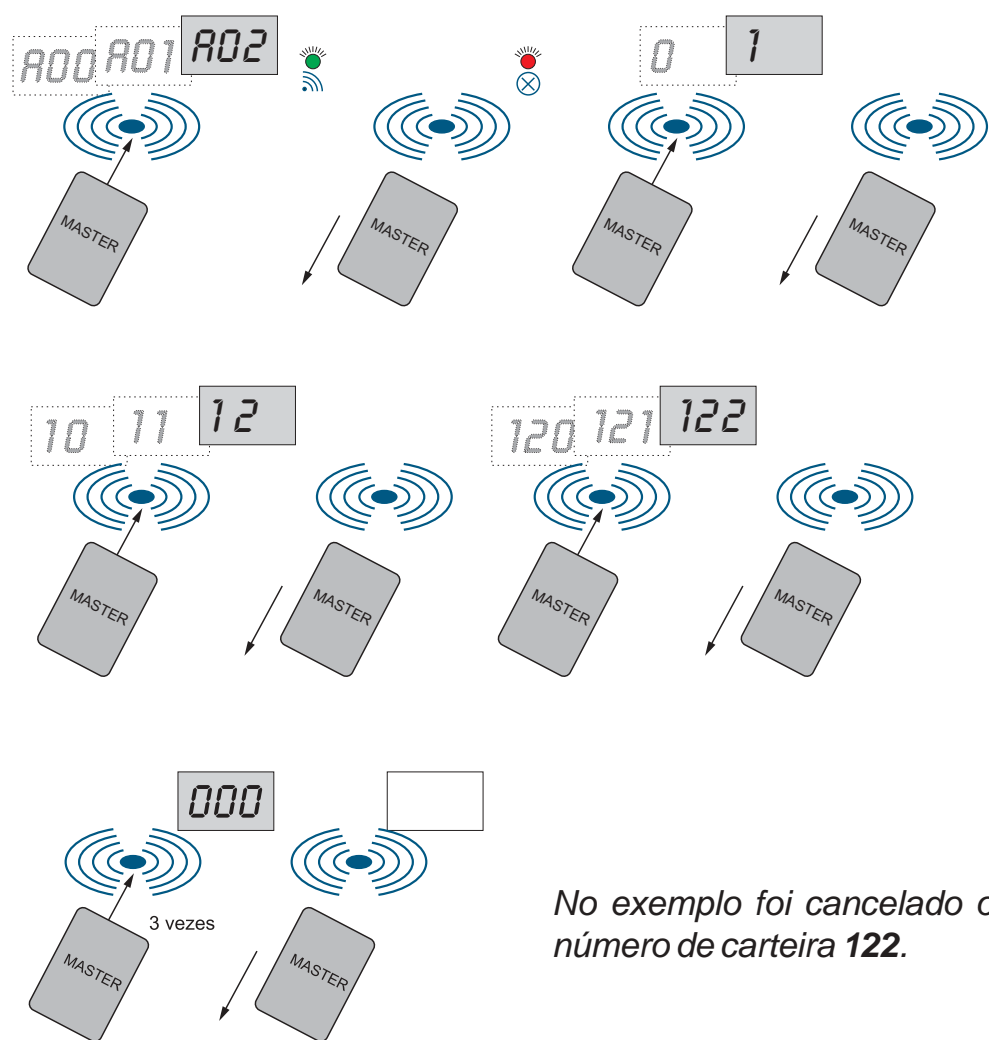 A00 A01 A02 0 1
MASTER MASTER MASTER MASTER
10 11 12 120 121 122
MASTER MASTER MASTER MASTER
000
3 vezes
MASTER MASTER
No exemplo foi cancelado o
número de carteira 122.